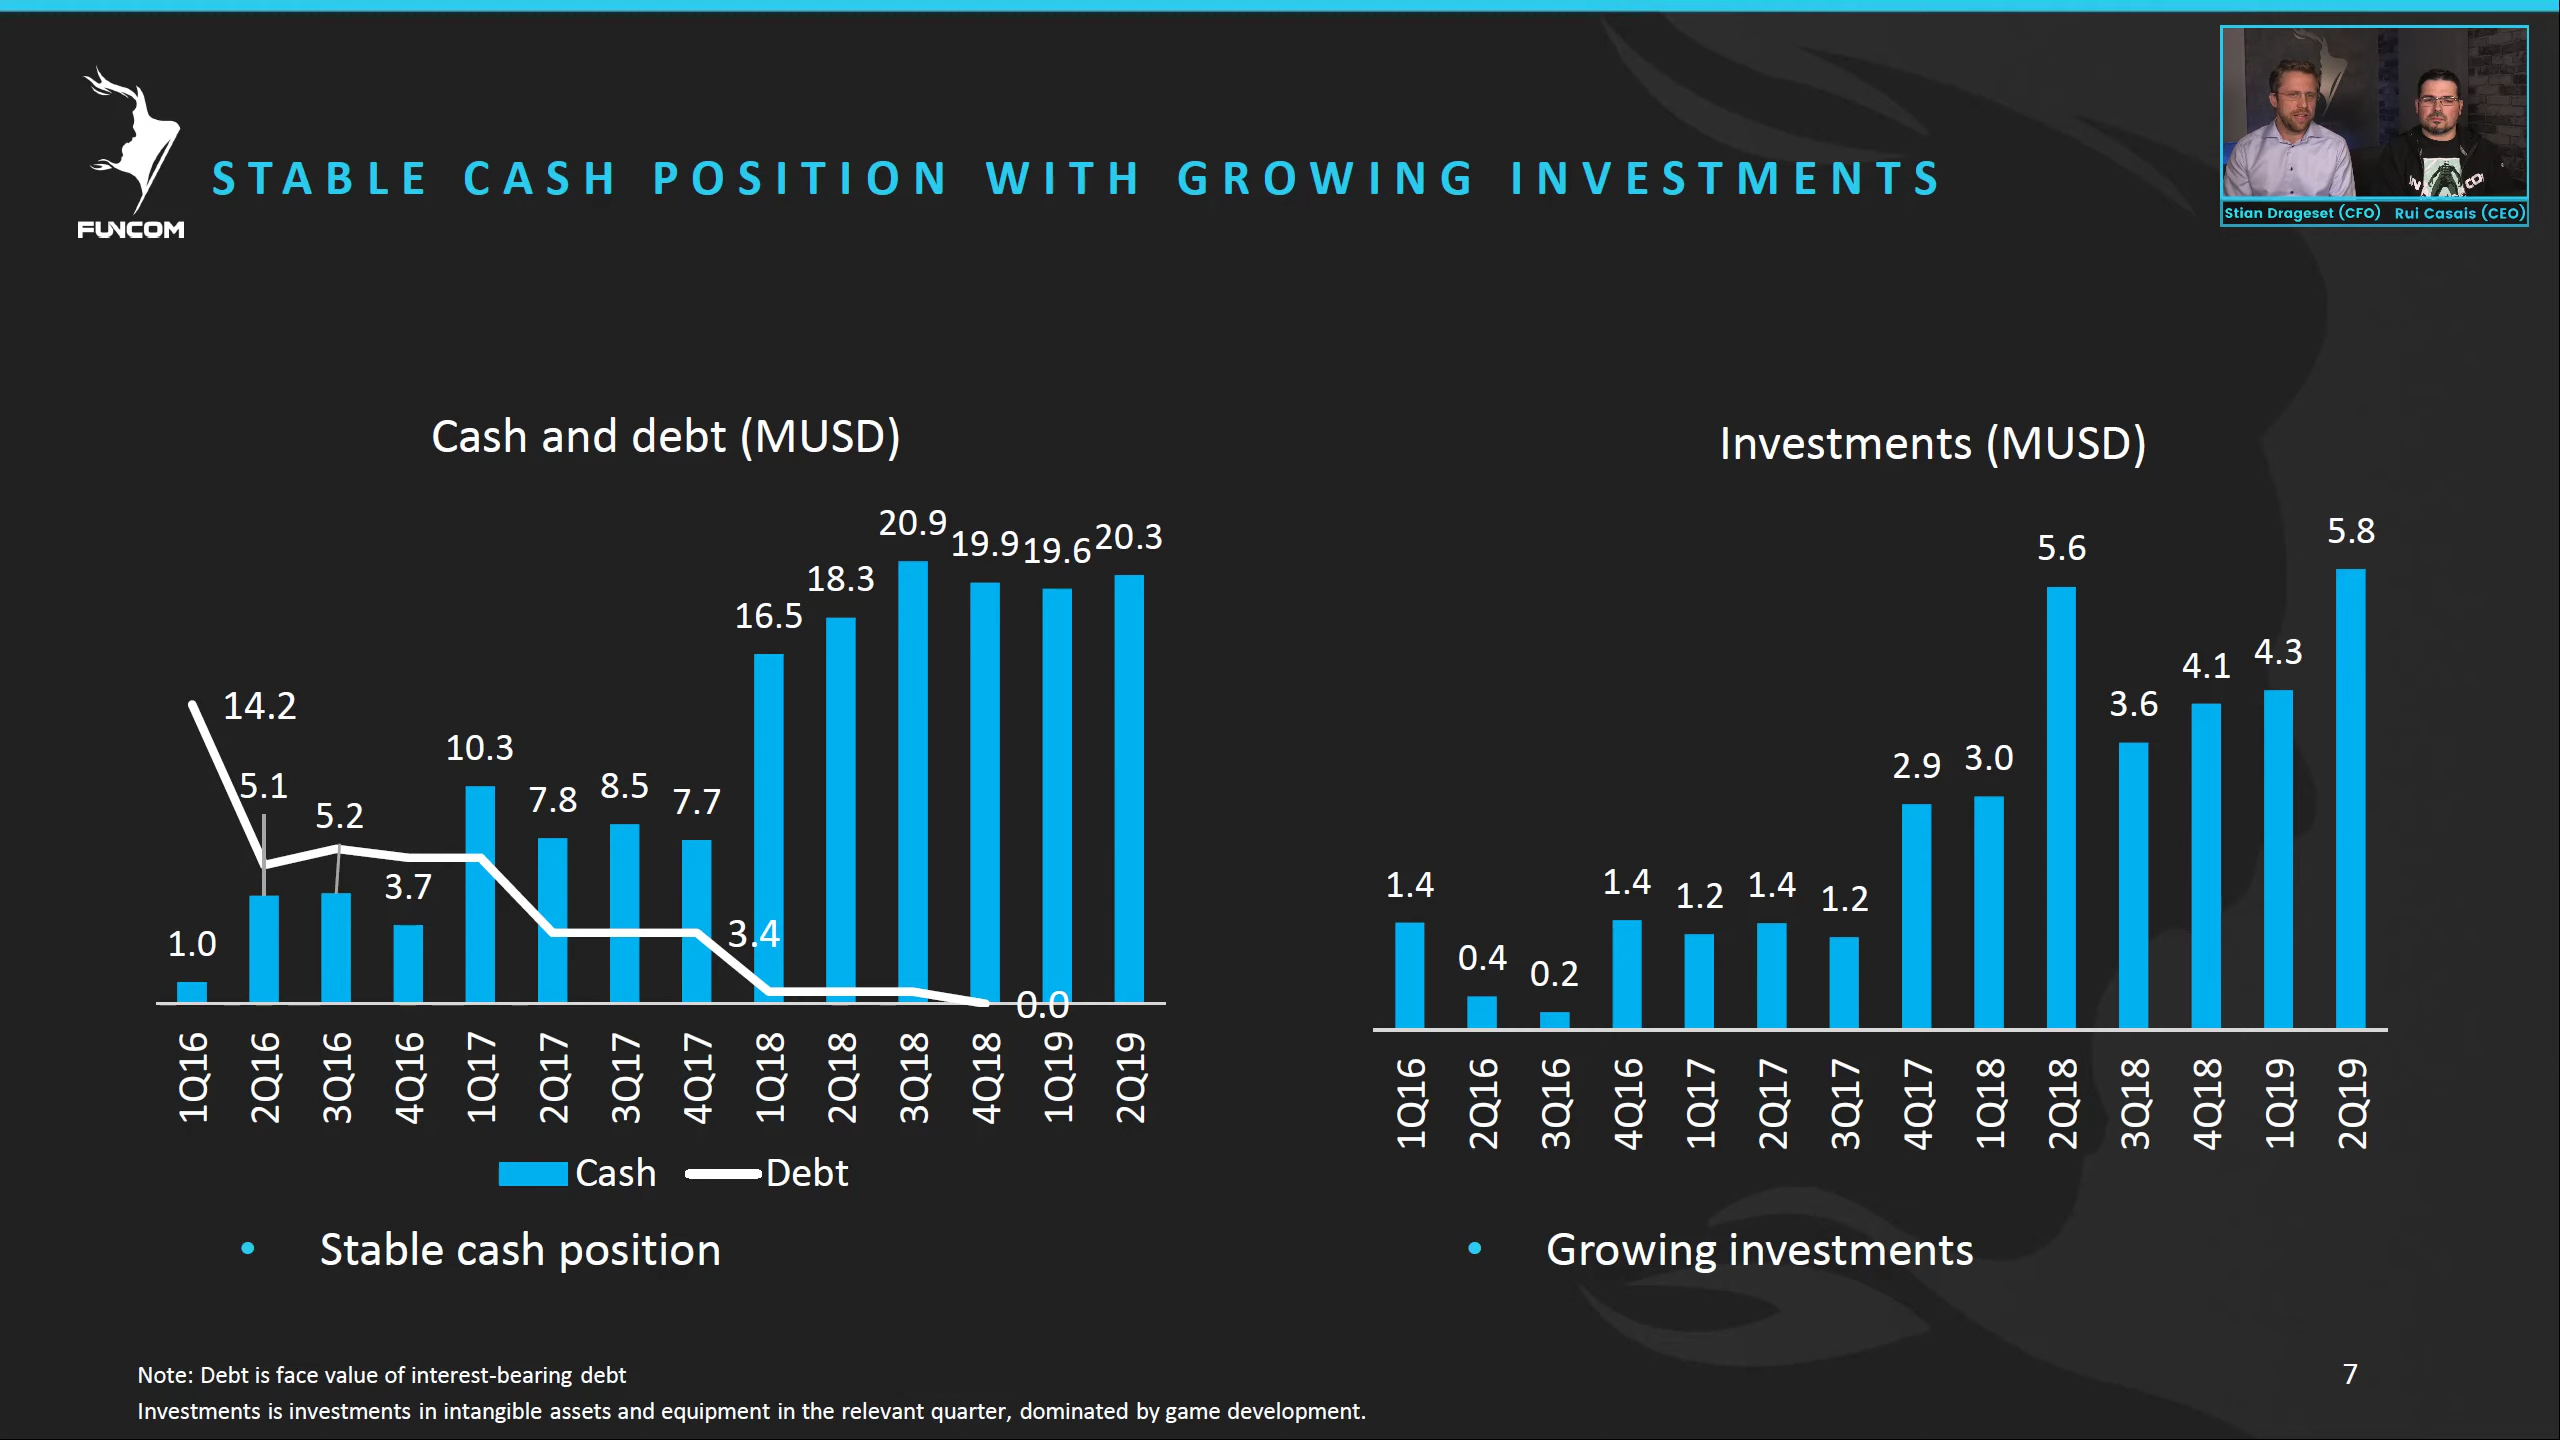 FUNCOM
STABLE CASH POSITION WITH GROWING INVESTMENTS
Stian Drageset (CFO) Rui Casais (CEO)
Cash and debt (MUSD)
20.9
19.9
19.6
20.3
18.3
16.5
14.2
10.3
5.1
5.2
7.8
8.5
7.7
3.7
3.4
1.0
0.0
1Q16 2Q16 3Q16 4Q16 1Q17 2Q17 3Q17 4Q17 1Q18 2Q18 3Q18 4Q18 1Q19 2Q19
Cash Debt
• Stable cash position
Investments (MUSD)
1.4
0.4
0.2
1.4
1.2
1.4
1.2
2.9
3.0
5.6
3.6
4.1
4.3
5.8
1Q16 2Q16 3Q16 4Q16 1Q17 2Q17 3Q17 4Q17 1Q18 2Q18 3Q18 4Q18 1Q19 2Q19
• Growing investments
Note: Debt is face value of interest-bearing debt
Investments is investments in intangible assets and equipment in the relevant quarter, dominated by game development.
7